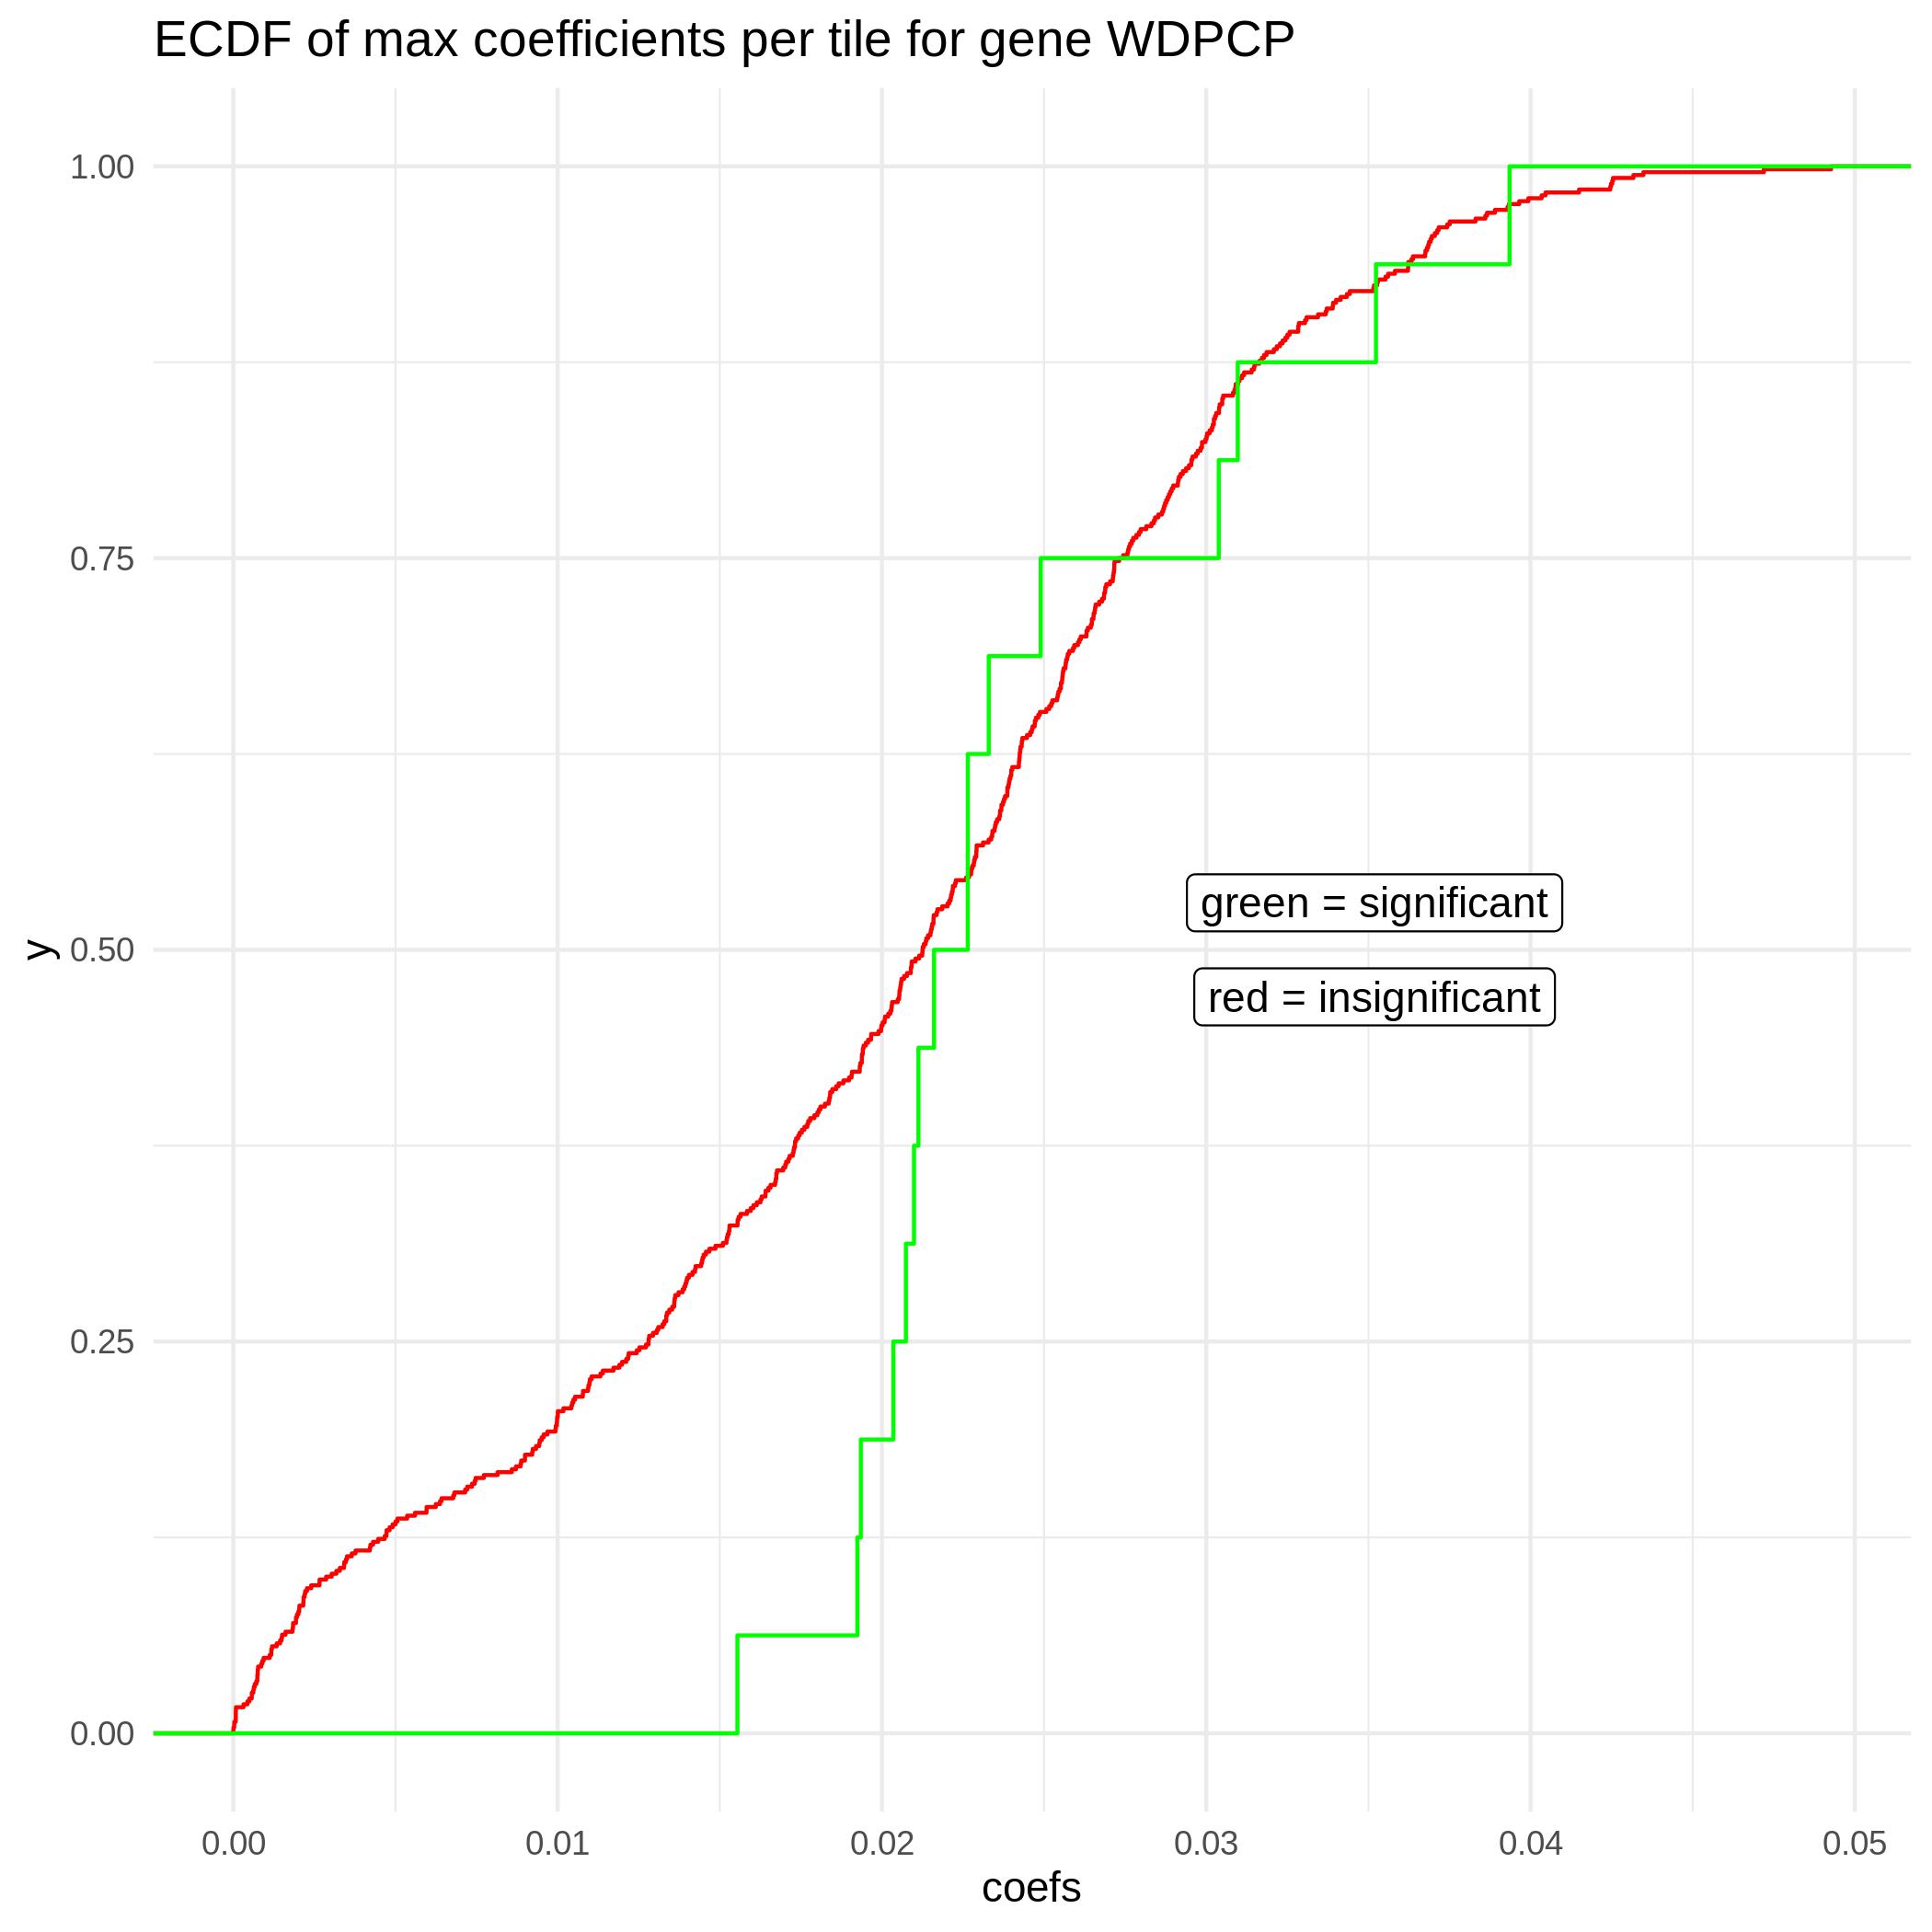 ECDF of max coefficients per tile for gene WDPCP
1.00
0.75
0.50
0.25
0.00
y
green = significant
red = insignificant
0.00 0.01 0.02 0.03 0.04 0.05
coefs